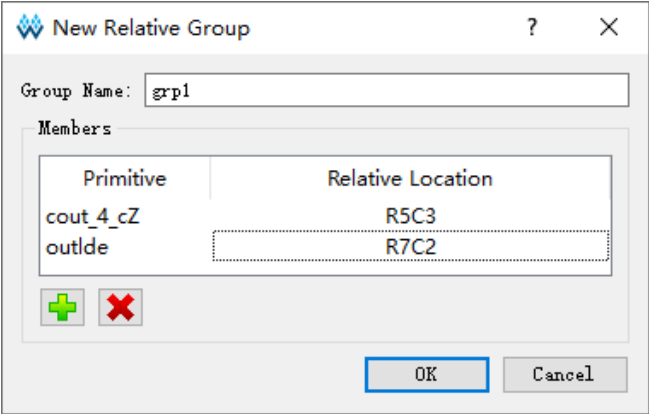 New Relative Group ?
Group Name: grp1
Members
Primitive Relative Location
cout_4_cZ R5C3
outlde R7C2
OK Cancel